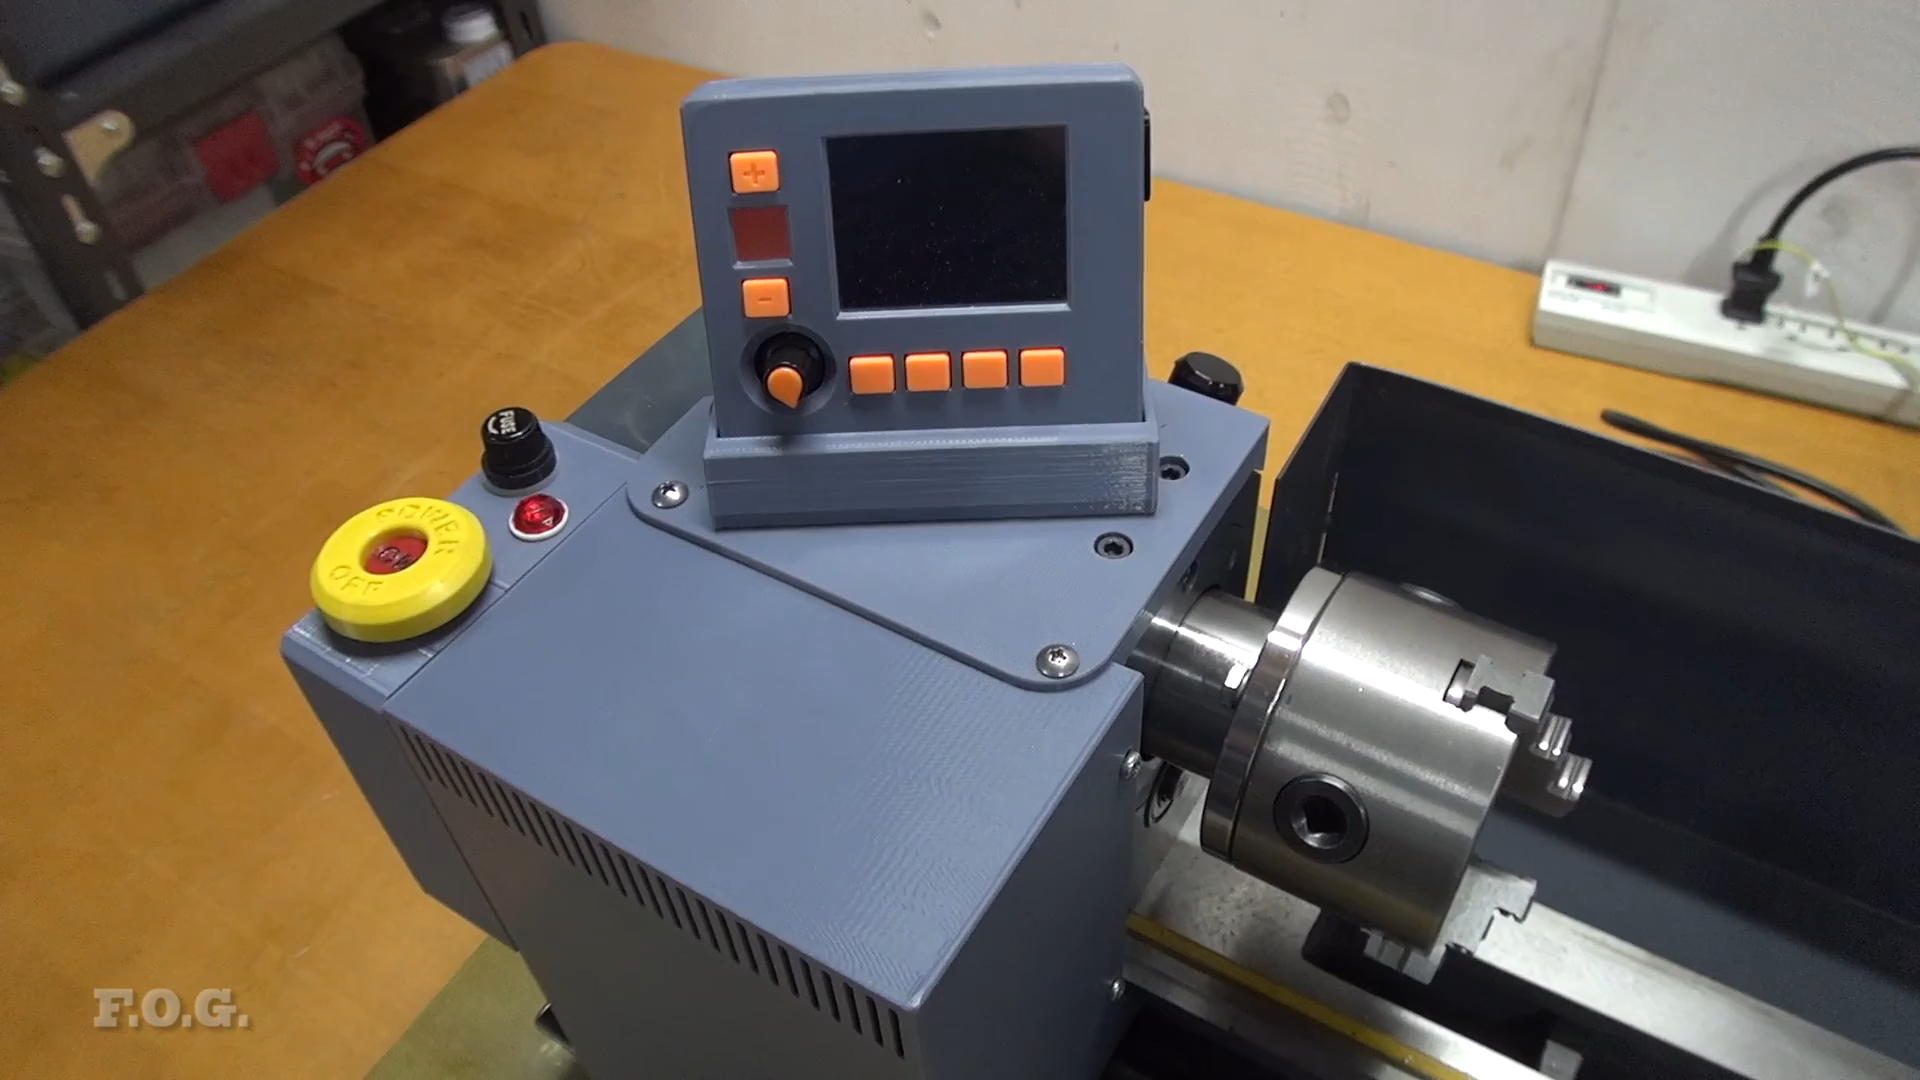 +
-
FUSE
POWER
ON
OFF
F.O.G.